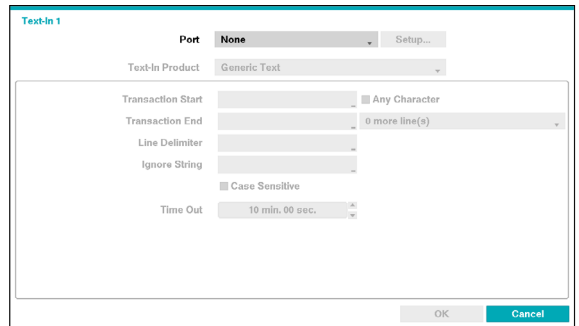 Text-In 1
Port None Setup...
Text-In Product Generic Text
Transaction Start Any Character
Transaction End 0 more line(s)
Line Delimiter
Ignore String
Case Sensitive
Time Out 10 min. 00 sec.
OK Cancel